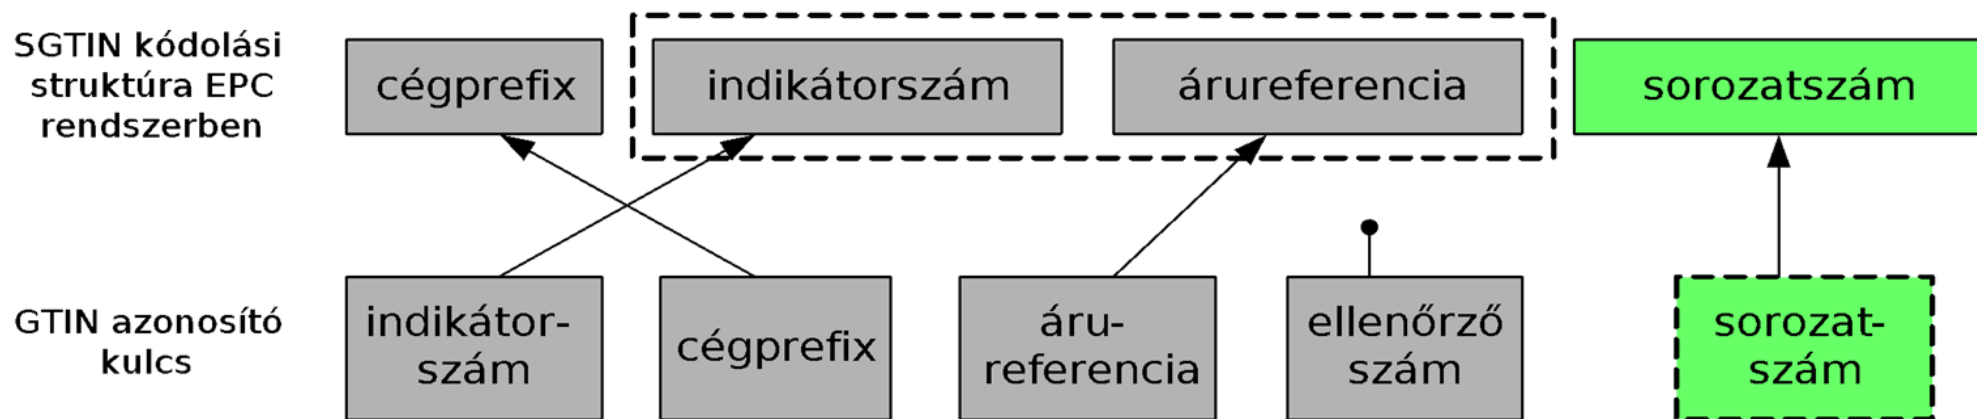 SGTIN kódolási
struktúra EPC
rendszerben
cégprefix
indikátorszám
árureferencia
sorozatszám
GTIN azonosító
kulcs
indikátor-
szám
cégprefix
áru-
referencia
ellenőrző
szám
sorozat-
szám